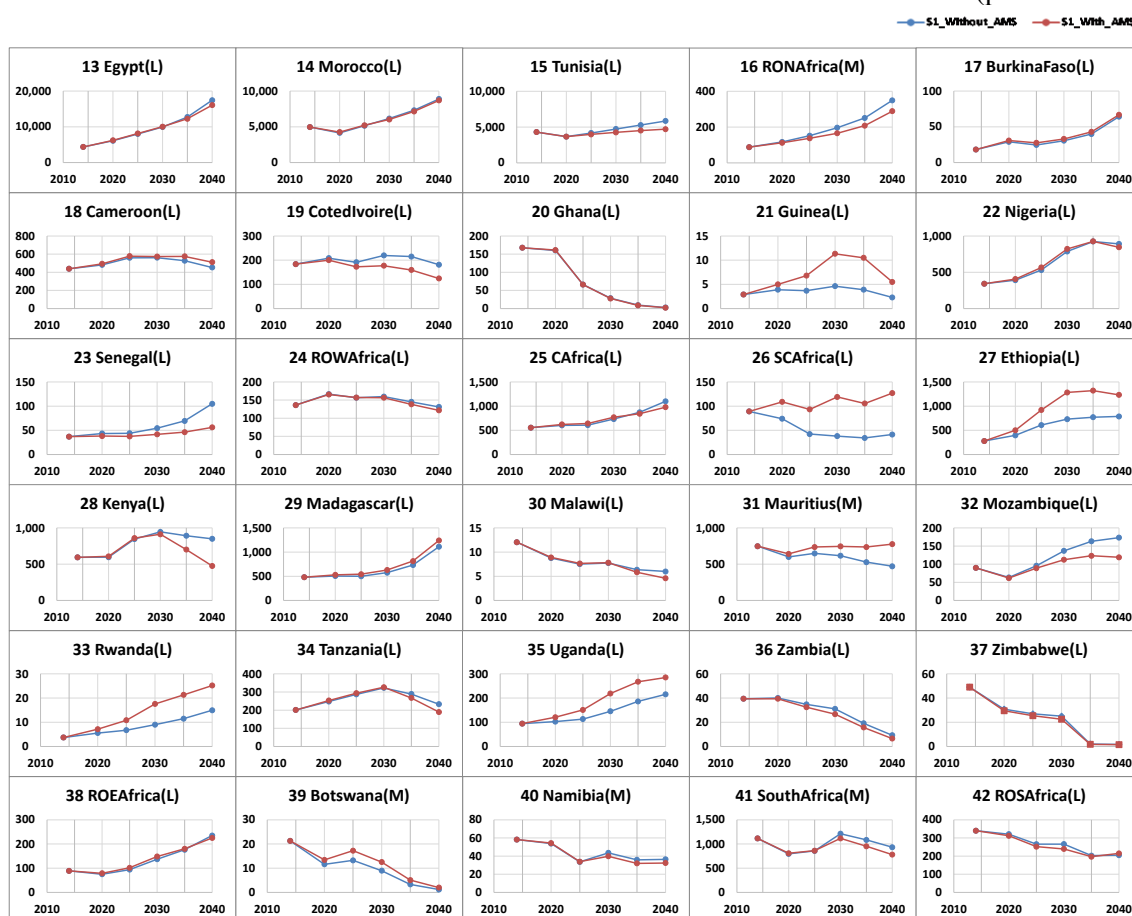 (p
S1_Without_AMS S1_With_AMS
13 Egypt(L) 14 Morocco(L) 15 Tunisia(L) 16 RONAfrica(M) 17 BurkinaFaso(L)
20,000 10,000 10,000 400 100
10,000 5,000 5,000 200 50
0 0 0 0 0
2010 2020 2030 2040 2010 2020 2030 2040 2010 2020 2030 2040 2010 2020 2030 2040 2010 2020 2030 2040
18 Cameroon(L) 19 CotedIvoire(L) 20 Ghana(L) 21 Guinea(L) 22 Nigeria(L)
800 300 200 15 1,000
600 200 150 10 500
400 100 100 5 0
200 0 50 0
0 0
2010 2020 2030 2040 2010 2020 2030 2040 2010 2020 2030 2040 2010 2020 2030 2040 2010 2020 2030 2040
23 Senegal(L) 24 ROWAfrica(L) 25 CAfrica(L) 26 SCAfrica(L) 27 Ethiopia(L)
150 200 1,500 150 1,500
100 150 1,000 100 1,000
50 100 500 50 500
0 50 0 0 0
0
2010 2020 2030 2040 2010 2020 2030 2040 2010 2020 2030 2040 2010 2020 2030 2040 2010 2020 2030 2040
28 Kenya(L) 29 Madagascar(L) 30 Malawi(L) 31 Mauritius(M) 32 Mozambique(L)
1,000 1,500 15 1,000 200
500 1,000 10 500 150
0 500 5 0 100
0 0 50
0
2010 2020 2030 2040 2010 2020 2030 2040 2010 2020 2030 2040 2010 2020 2030 2040 2010 2020 2030 2040
33 Rwanda(L) 34 Tanzania(L) 35 Uganda(L) 36 Zambia(L) 37 Zimbabwe(L)
30 400 300 60 60
20 300 200 40 40
10 200 100 20 20
0 100 0 0 0
0
2010 2020 2030 2040 2010 2020 2030 2040 2010 2020 2030 2040 2010 2020 2030 2040 2010 2020 2030 2040
38 ROEAfrica(L) 39 Botswana(M) 40 Namibia(M) 41 SouthAfrica(M) 42 ROSAfrica(L)
300 30 80 1,500 400
200 20 60 1,000 300
100 10 40 500 200
0 0 20 0 100
0 0
2010 2020 2030 2040 2010 2020 2030 2040 2010 2020 2030 2040 2010 2020 2030 2040 2010 2020 2030 2040